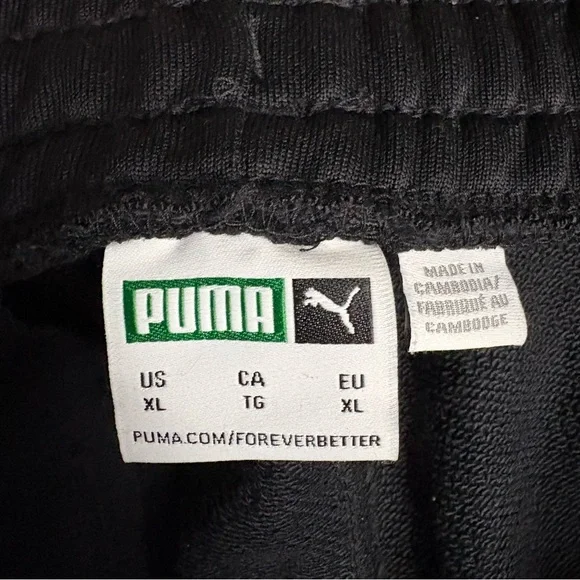 PUMA
US CA EU
XL TG XL
PUMA.COM/FOREVERBETTER
MADE IN
CAMBODIA/
FABRIQUÉ AU
CAMBODGE